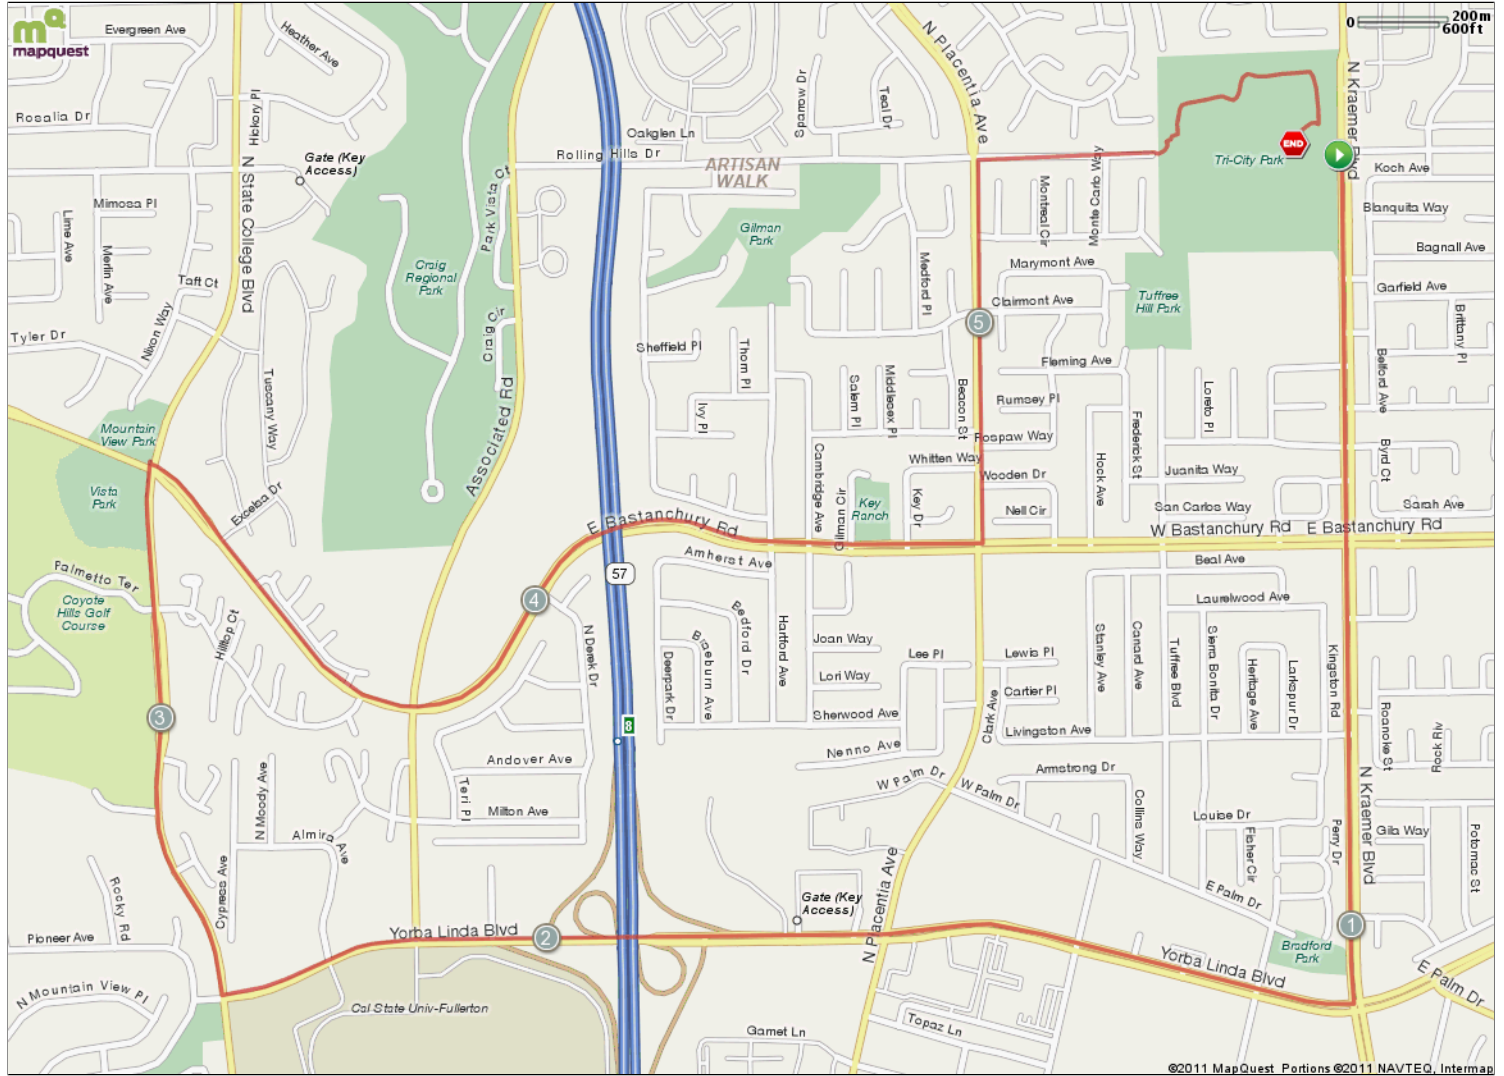 mapquest
Evergreen Ave
Heather Ave
N Placentia Ave
0 200m
600ft
N Kraemer Blvd
Rosalia Dr
Hickory Pl
Sparrow Dr
Teal Dr
Oakglen Ln
Rolling Hills Dr
ARTISAN
WALK
Gate (Key
Access)
N State College Blvd
Park Vista Ct
END
Tri-City Park
Koch Ave
Monte Carlo Way
Montreal Cir
Mimosa Pl
Lime Ave
Merlin Ave
Blanquita Way
Bagnall Ave
Gilman
Park
Craig
Regional
Park
Marymont Ave
Medford Pl
Taft Ct
Garfield Ave
Clairmont Ave
Tuffree
Hill Park
Brittany Pl
5
Tyler Dr
Nixon Way
Craig Cir
Sheffield Pl
Thom Pl
Fleming Ave
Belford Ave
Tuscany Way
Associated Rd
Ivy Pl
Salem Pl
Middlesex Pl
Beacon St
Rumsey Pl
Loreto Pl
Mountain
View Park
Rospaw Way
Frederick St
Byrd Ct
Vista
Park
Exceba Dr
Cambridge Ave
Whitten Way
Wooden Dr
Hock Ave
Juanita Way
Gilman Cir
Key
Ranch
Key Dr
Nell Cir
San Carlos Way
Sarah Ave
E Bastanchury Rd
W Bastanchury Rd
E Bastanchury Rd
Amherst Ave
Beal Ave
57
4
Palmetto Ter
Coyote
Hills Golf
Course
Hilltop Ct
N Derek Dr
Bedford Dr
Braeburn Ave
Deerpark Dr
Hartford Ave
Joan Way
Lori Way
Sherwood Ave
Nenno Ave
Lee Pl
Lewis Pl
Cartier Pl
Clark Ave
Livingston Ave
Stanley Ave
Canard Ave
Tuffree Blvd
Sierra Bonita Dr
Laurelwood Ave
Heritage Ave
Larkspur Dr
Kingston Rd
Roanoke St
Rock Riv
3
8
Andover Ave
Teri Pl
Milton Ave
N Moody Ave
Almira Ave
W Palm Dr
W Palm Dr
Armstrong Dr
Collins Way
Louise Dr
Fisher Cir
Perry Dr
N Kraemer Blvd
Gila Way
Potomac St
Cypress Ave
Rocky Rd
Gate (Key
Access)
N Placentia Ave
E Palm Dr
Pioneer Ave
Yorba Linda Blvd
2
1
Bradford
Park
Yorba Linda Blvd
E Palm Dr
N Mountain View Pl
Cal State Univ-Fullerton
Garnet Ln
Topaz Ln
©2011 MapQuest Portions ©2011 NAVTEQ, Intermap